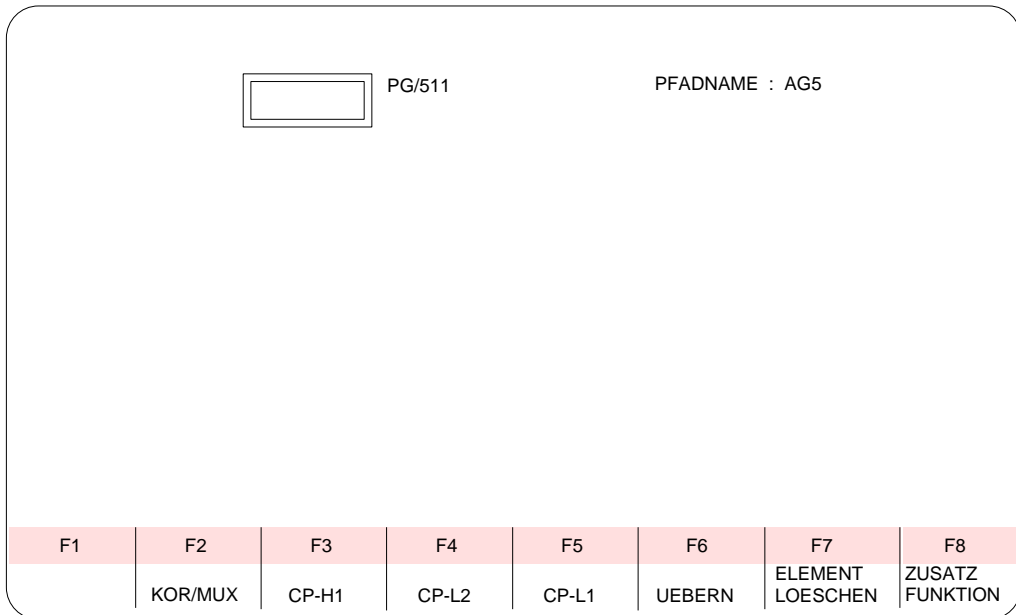 PG/511 PFADNAME : AG5
F1 F2 F3 F4 F5 F6 F7 F8
KOR/MUX CP-H1 CP-L2 CP-L1 UEBERN ELEMENT LOESCHEN ZUSATZ FUNKTION